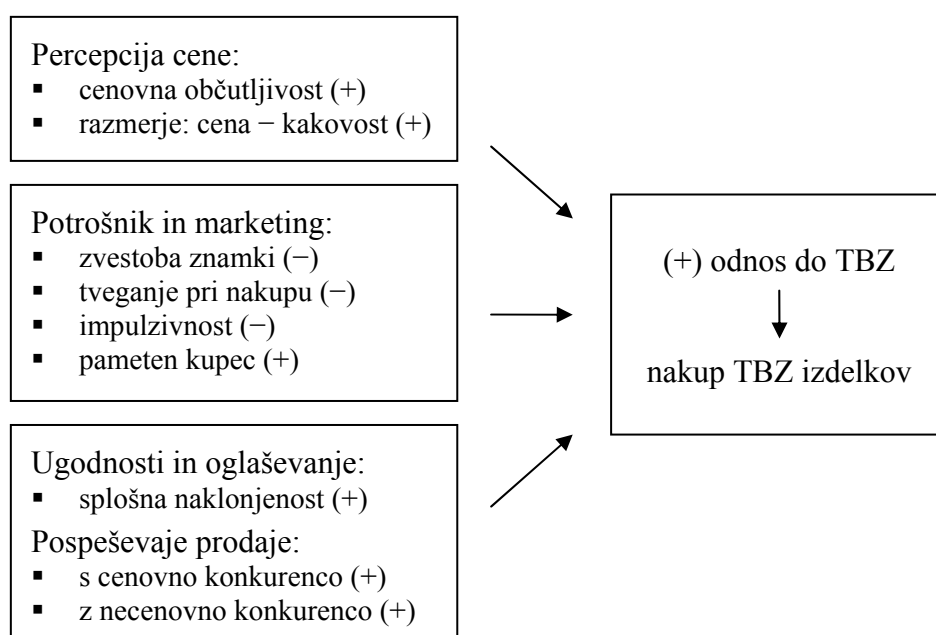 Percepcija cene:
▪ cenovna občutljivost (+)
▪ razmerje: cena − kakovost (+)
Potrošnik in marketing:
▪ zvestoba znamki (−)
▪ tveganje pri nakupu (−)
▪ impulzivnost (−)
▪ pameten kupec (+)
Ugodnosti in oglaševanje:
▪ splošna naklonjenost (+)
Pospeševaje prodaje:
▪ s cenovno konkurenco (+)
▪ z necenovno konkurenco (+)
(+) odnos do TBZ
nakup TBZ izdelkov